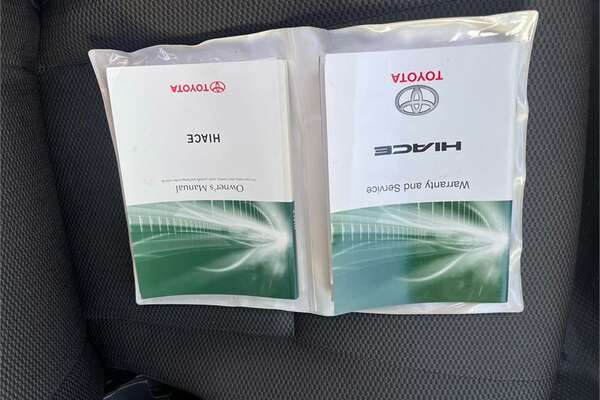 Owner's Manual
HIACE
TOYOTA
Warranty and Service
HIACE
TOYOTA